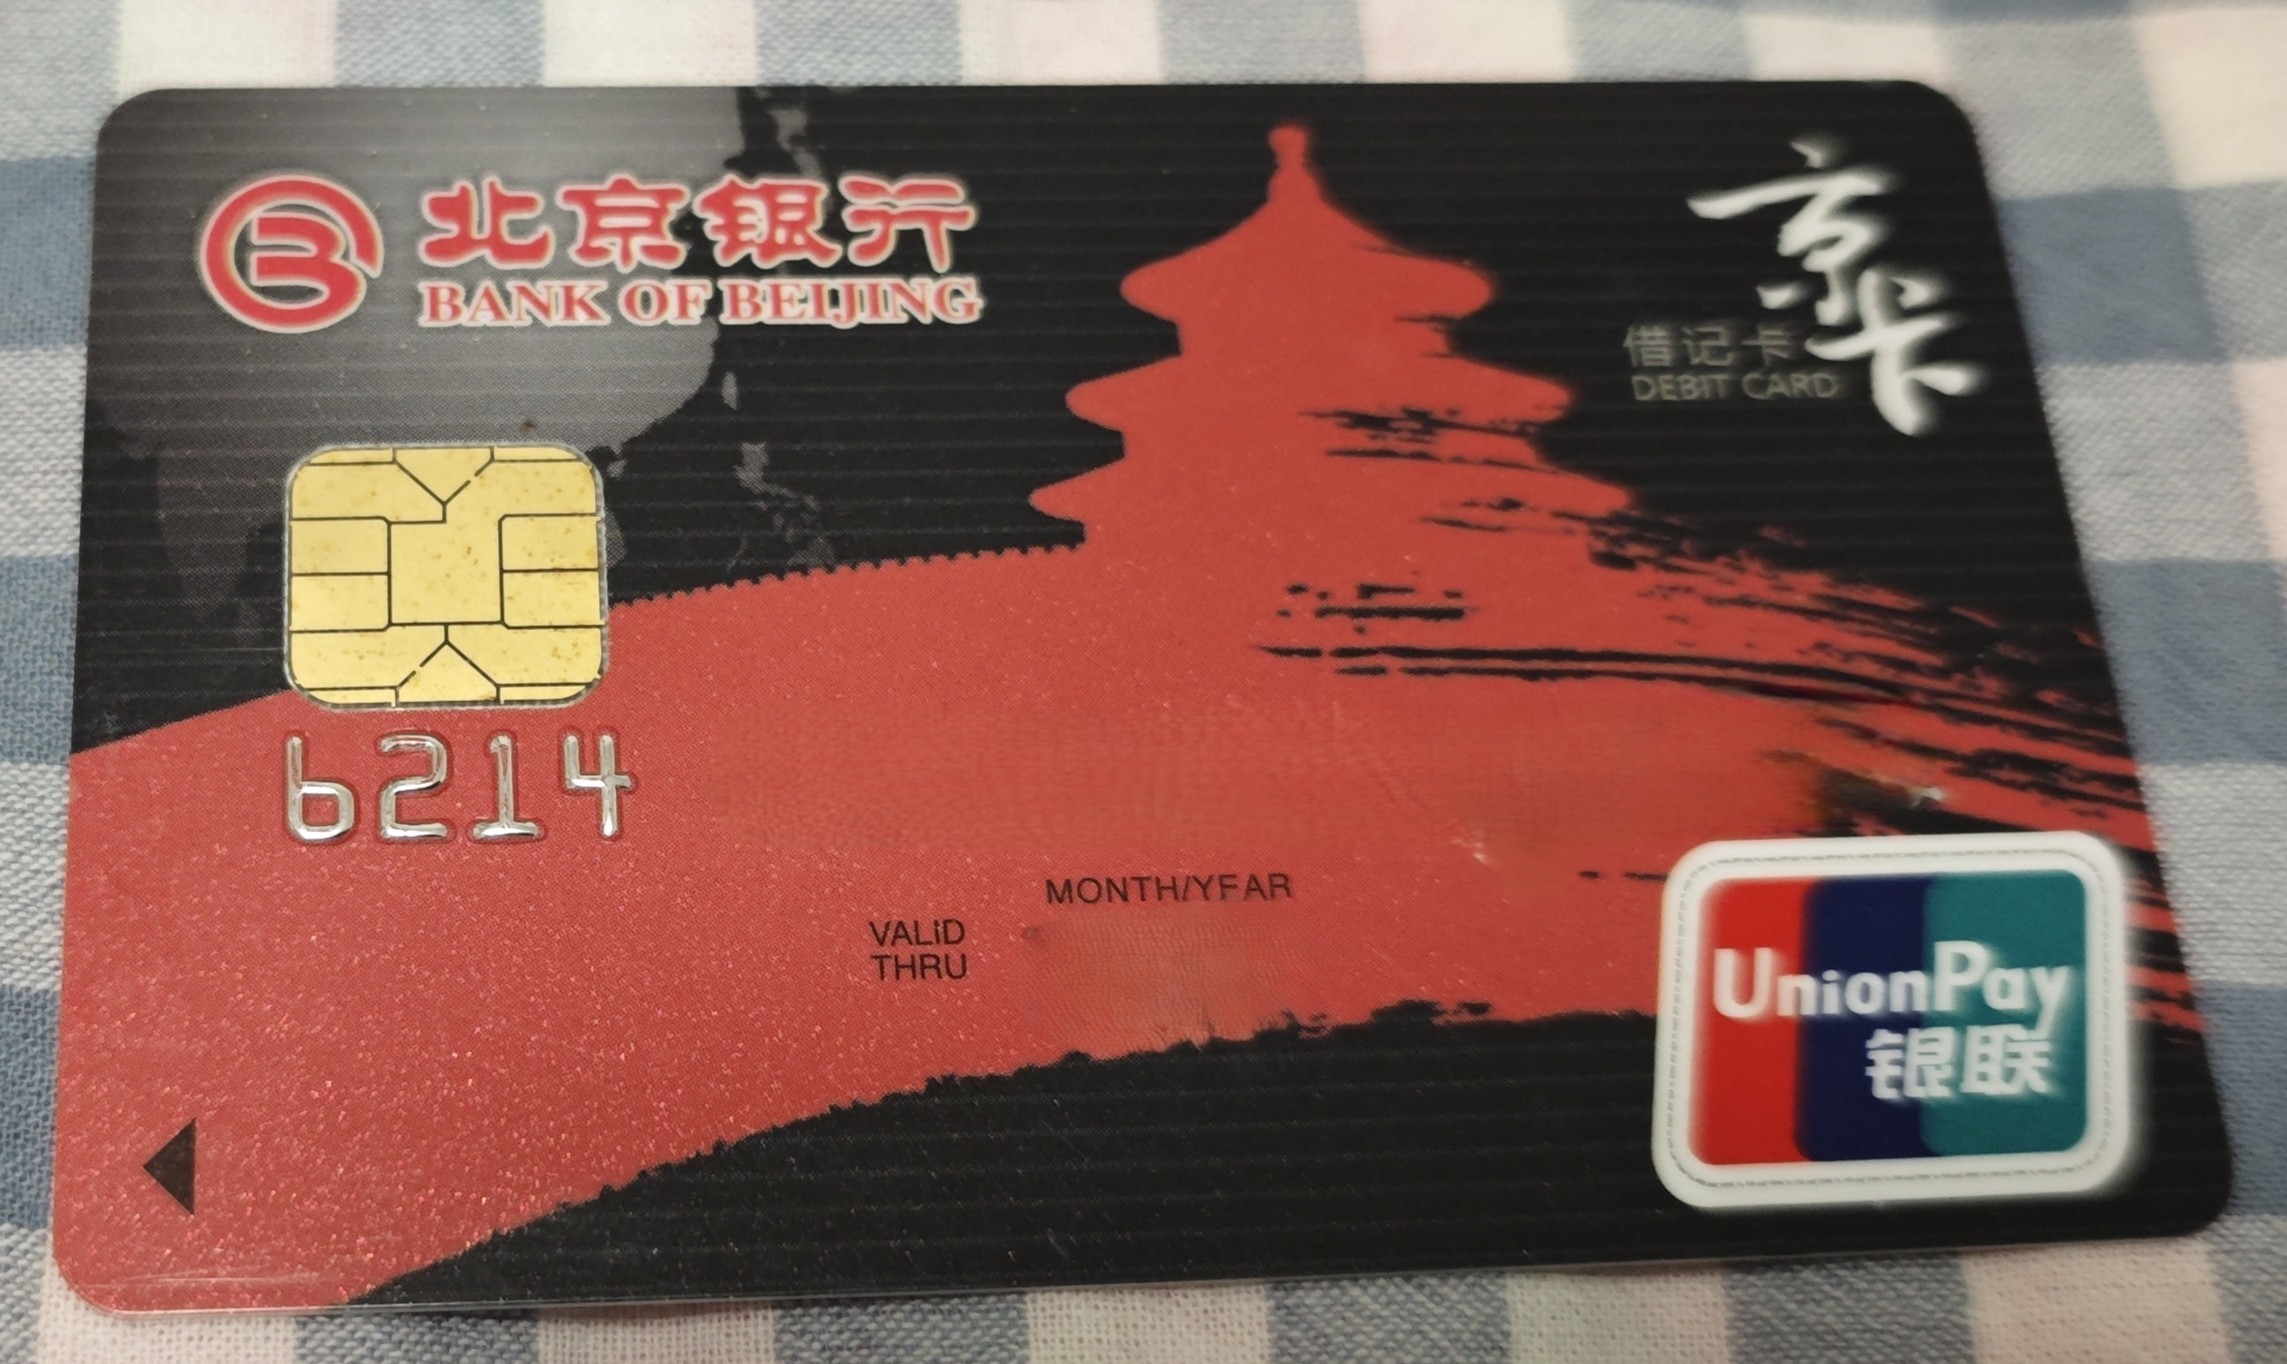 北京银行
BANK OF BEIJING
京卡
借记卡
DEBIT CARD
6214
MONTH/YEAR
VALID
THRU
UnionPay
银联